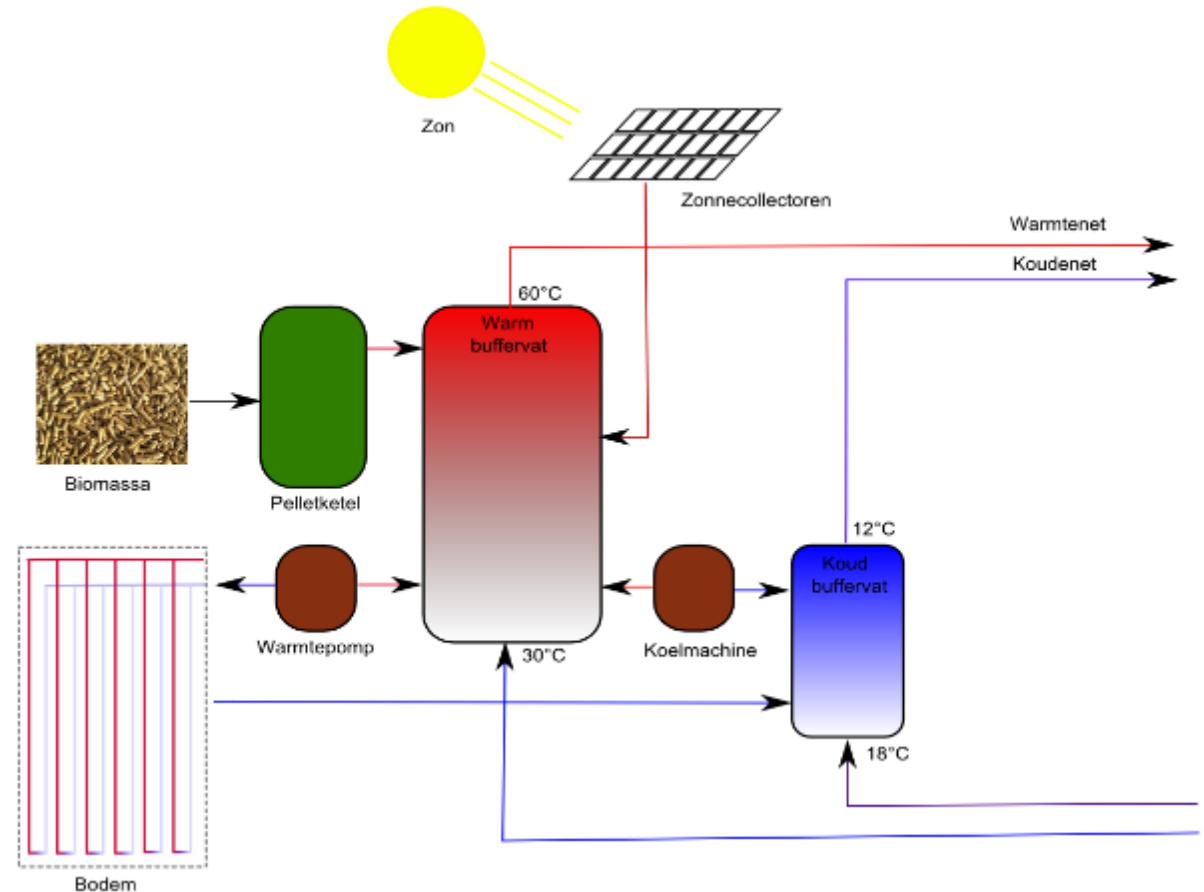 Zon
Zonnecollectoren
Warmtenet
Koudenet
60°C
Warm
buffervat
Biomassa
Pelletketel
12°C
Koud
buffervat
Warmtepomp
30°C
Koelmachine
18°C
Bodem